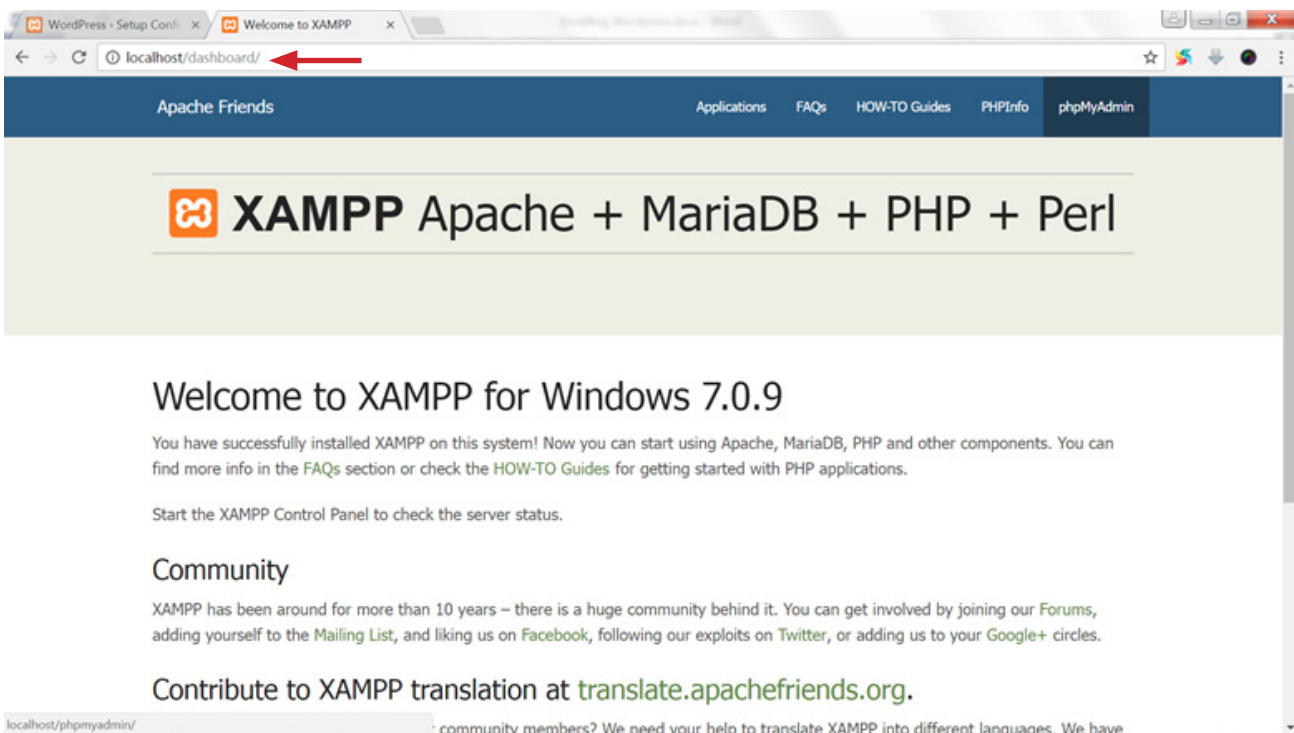 WordPress › Setup Confi
Welcome to XAMPP
Installing Wordpress.docx - Word
localhost/dashboard/
Apache Friends
Applications
FAQs
HOW-TO Guides
PHPInfo
phpMyAdmin
XAMPP Apache + MariaDB + PHP + Perl
Welcome to XAMPP for Windows 7.0.9
You have successfully installed XAMPP on this system! Now you can start using Apache, MariaDB, PHP and other components. You can
find more info in the FAQs section or check the HOW-TO Guides for getting started with PHP applications.
Start the XAMPP Control Panel to check the server status.
Community
XAMPP has been around for more than 10 years – there is a huge community behind it. You can get involved by joining our Forums,
adding yourself to the Mailing List, and liking us on Facebook, following our exploits on Twitter, or adding us to your Google+ circles.
Contribute to XAMPP translation at translate.apachefriends.org.
localhost/phpmyadmin/
community members? We need your help to translate XAMPP into different languages. We have